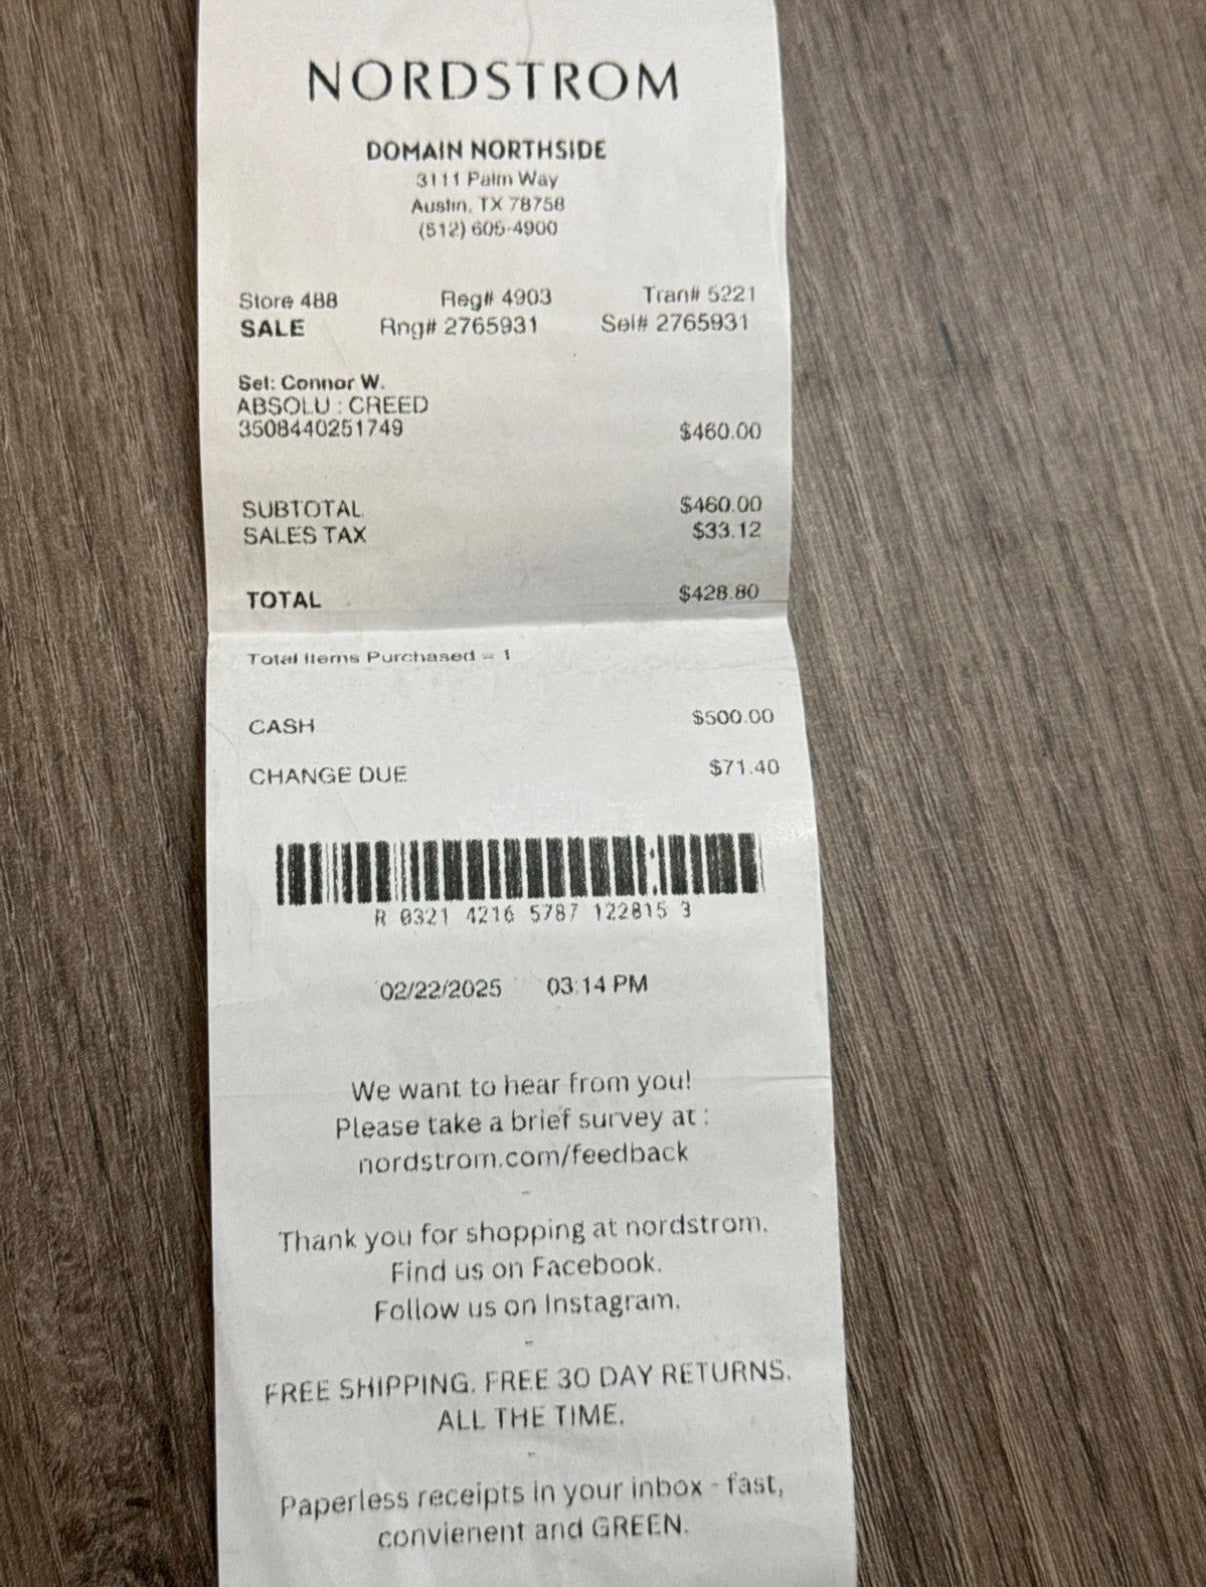 NORDSTROM
DOMAIN NORTHSIDE
3111 Palm Way
Austin, TX 78758
(512) 605-4900
Store 488 Reg# 4903 Tran# 5221
SALE Rng# 2765931 Sel# 2765931
Sel: Connor W.
ABSOLU : CREED
3508440251749 $460.00
SUBTOTAL $460.00
SALES TAX $33.12
TOTAL $428.80
Total Items Purchased - 1
CASH $500.00
CHANGE DUE $71.40
R 0321 4216 5787 122815 3
02/22/2025 03:14 PM
We want to hear from you!
Please take a brief survey at :
nordstrom.com/feedback
-
Thank you for shopping at nordstrom.
Find us on Facebook.
Follow us on Instagram.
-
FREE SHIPPING. FREE 30 DAY RETURNS.
ALL THE TIME.
-
Paperless receipts in your inbox - fast,
convienent and GREEN.